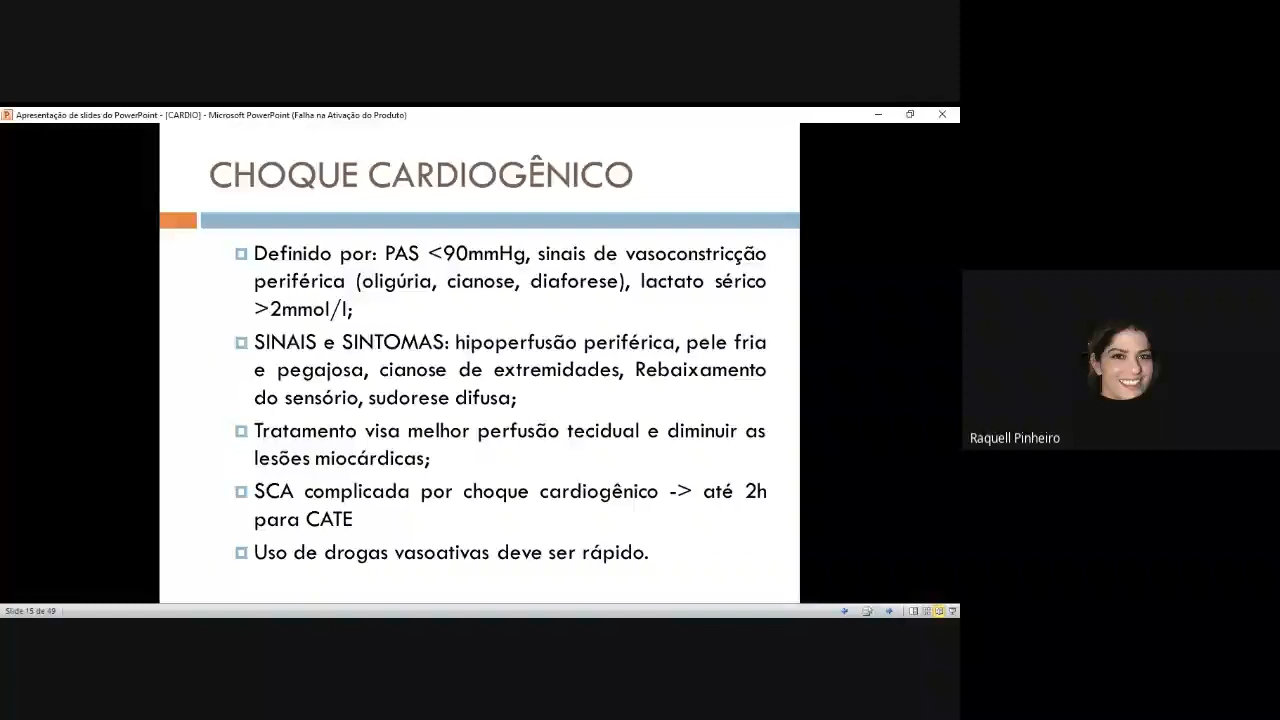 Apresentação de slides do PowerPoint - [CARDIO] - Microsoft PowerPoint (Falha na Ativação do Produto)
CHOQUE CARDIOGÊNICO
Definido por: PAS <90mmHg, sinais de vasoconstricção
periférica (oligúria, cianose, diaforese), lactato sérico
>2mmol/l;
SINAIS e SINTOMAS: hipoperfusão periférica, pele fria
e pegajosa, cianose de extremidades, Rebaixamento
do sensório, sudorese difusa;
Tratamento visa melhor perfusão tecidual e diminuir as
lesões miocárdicas;
SCA complicada por choque cardiogênico -> até 2h
para CATE
Uso de drogas vasoativas deve ser rápido.
Slide 15 de 49
Raquell Pinheiro